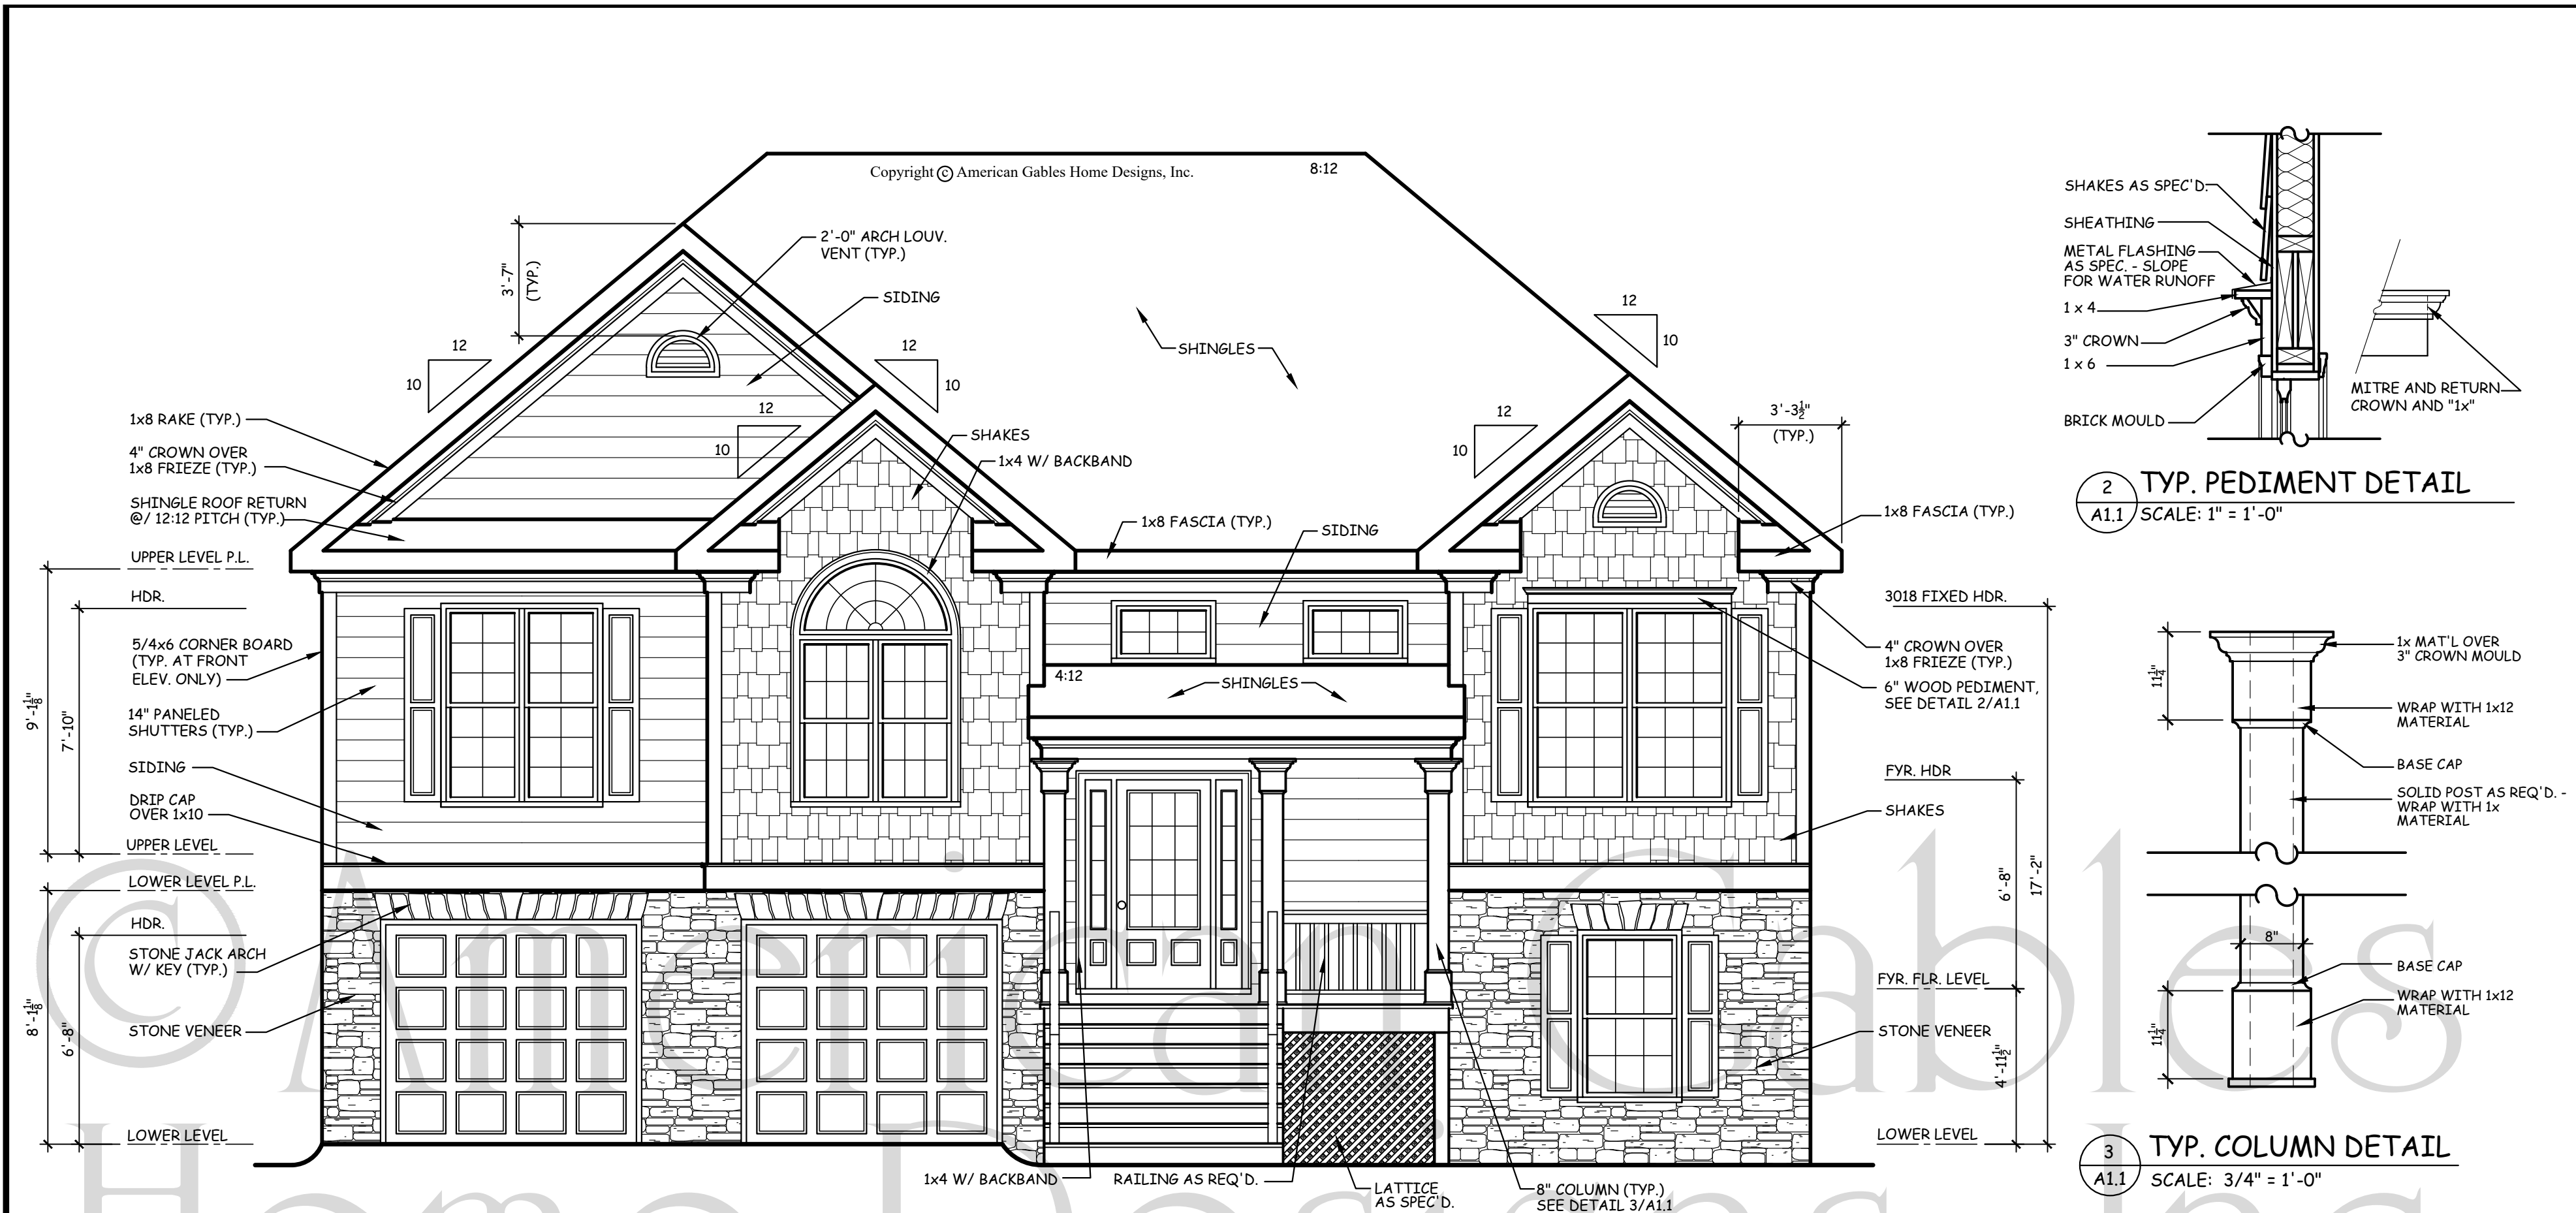 Copyright © American Gables Home Designs, Inc.
8:12
3'-7"
(TYP.)
2'-0" ARCH LOUV.
VENT (TYP.)
SIDING
12
10
12
10
12
10
12
10
12
10
SHINGLES
3'-3½"
(TYP.)
1x8 RAKE (TYP.)
4" CROWN OVER
1x8 FRIEZE (TYP.)
SHINGLE ROOF RETURN
@/ 12:12 PITCH (TYP.)
UPPER LEVEL P.L.
HDR.
5/4x6 CORNER BOARD
(TYP. AT FRONT
ELEV. ONLY)
14" PANELED
SHUTTERS (TYP.)
SIDING
DRIP CAP
OVER 1x10
UPPER LEVEL
LOWER LEVEL P.L.
HDR.
STONE JACK ARCH
W/ KEY (TYP.)
STONE VENEER
LOWER LEVEL
9'-1⅛"
7'-10"
8'-1⅛"
6'-8"
SHAKES
1x4 W/ BACKBAND
1x8 FASCIA (TYP.)
SIDING
4:12
SHINGLES
1x8 FASCIA (TYP.)
3018 FIXED HDR.
4" CROWN OVER
1x8 FRIEZE (TYP.)
6" WOOD PEDIMENT,
SEE DETAIL 2/A1.1
FYR. HDR
SHAKES
6'-8"
17'-2"
FYR. FLR. LEVEL
STONE VENEER
4'-11½"
LOWER LEVEL
1x4 W/ BACKBAND
RAILING AS REQ'D.
LATTICE
AS SPEC'D.
8" COLUMN (TYP.)
SEE DETAIL 3/A1.1
SHAKES AS SPEC'D.
SHEATHING
METAL FLASHING
AS SPEC. - SLOPE
FOR WATER RUNOFF
1 x 4
3" CROWN
1 x 6
BRICK MOULD
MITRE AND RETURN
CROWN AND "1x"
2
A1.1
TYP. PEDIMENT DETAIL
SCALE: 1" = 1'-0"
11¼"
1x MAT'L OVER
3" CROWN MOULD
WRAP WITH 1x12
MATERIAL
BASE CAP
SOLID POST AS REQ'D. -
WRAP WITH 1x
MATERIAL
8"
BASE CAP
WRAP WITH 1x12
MATERIAL
11¼"
3
A1.1
TYP. COLUMN DETAIL
SCALE: 3/4" = 1'-0"
© American Gables
Home Designs, Inc